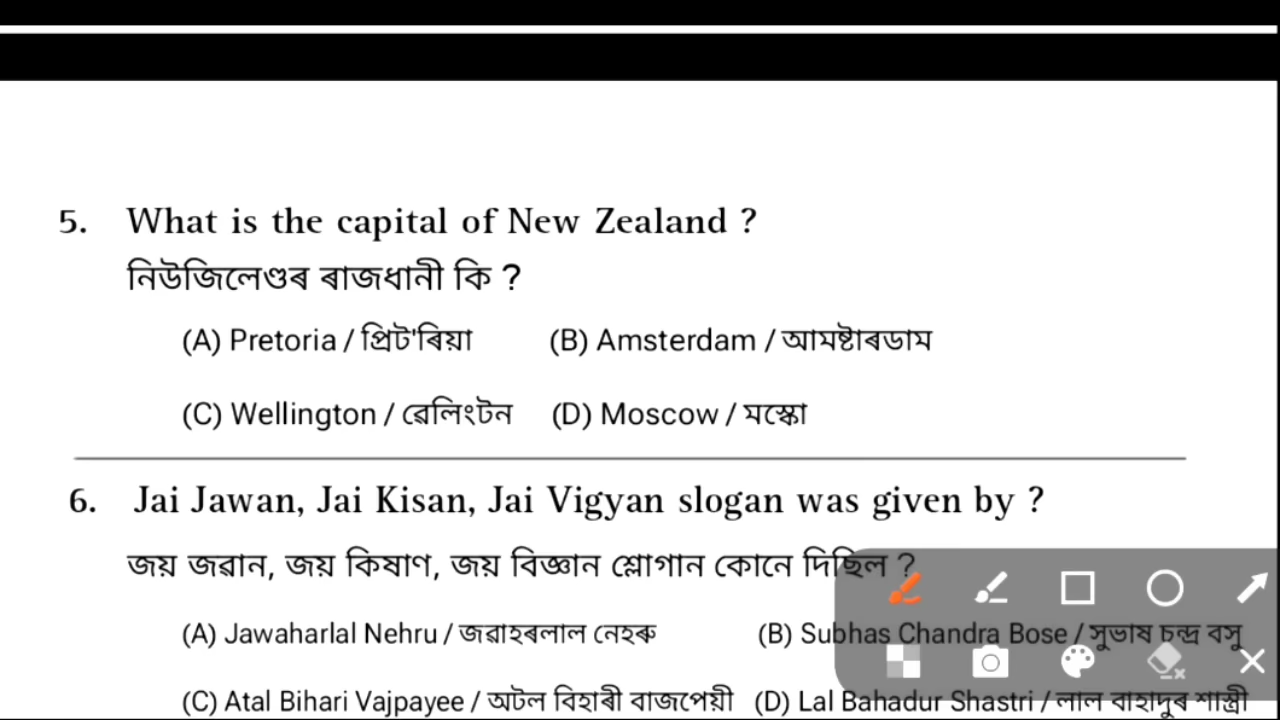 5. What is the capital of New Zealand ?
নিউজিলেণ্ডৰ ৰাজধানী কি ?
(A) Pretoria / প্ৰিট'ৰিয়া (B) Amsterdam / আমষ্টাৰডাম
(C) Wellington / ৱেলিংটন (D) Moscow / মস্কো
6. Jai Jawan, Jai Kisan, Jai Vigyan slogan was given by ?
জয় জৱান, জয় কিষাণ, জয় বিজ্ঞান শ্লোগান কোনে দিছিল ?
(A) Jawaharlal Nehru / জৱাহৰলাল নেহৰু (B) Subhas Chandra Bose / সুভাষ চন্দ্ৰ বসু
(C) Atal Bihari Vajpayee / অটল বিহাৰী বাজপেয়ী (D) Lal Bahadur Shastri / লাল বাহাদুৰ শাস্ত্ৰী